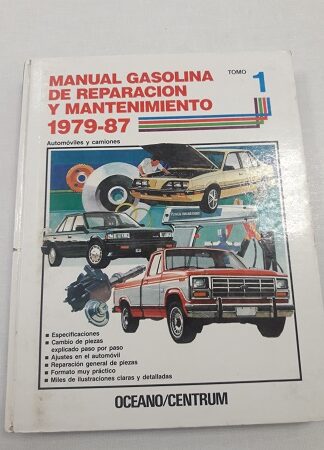 MANUAL GASOLINA
DE REPARACION
Y MANTENIMIENTO
1979-87
TOMO 1
Automóviles y camiones
■ Especificaciones
■ Cambio de piezas
explicado paso por paso
■ Ajustes en el automóvil
■ Reparación general de piezas
■ Formato muy práctico
■ Miles de ilustraciones claras y detalladas
OCEANO/CENTRUM